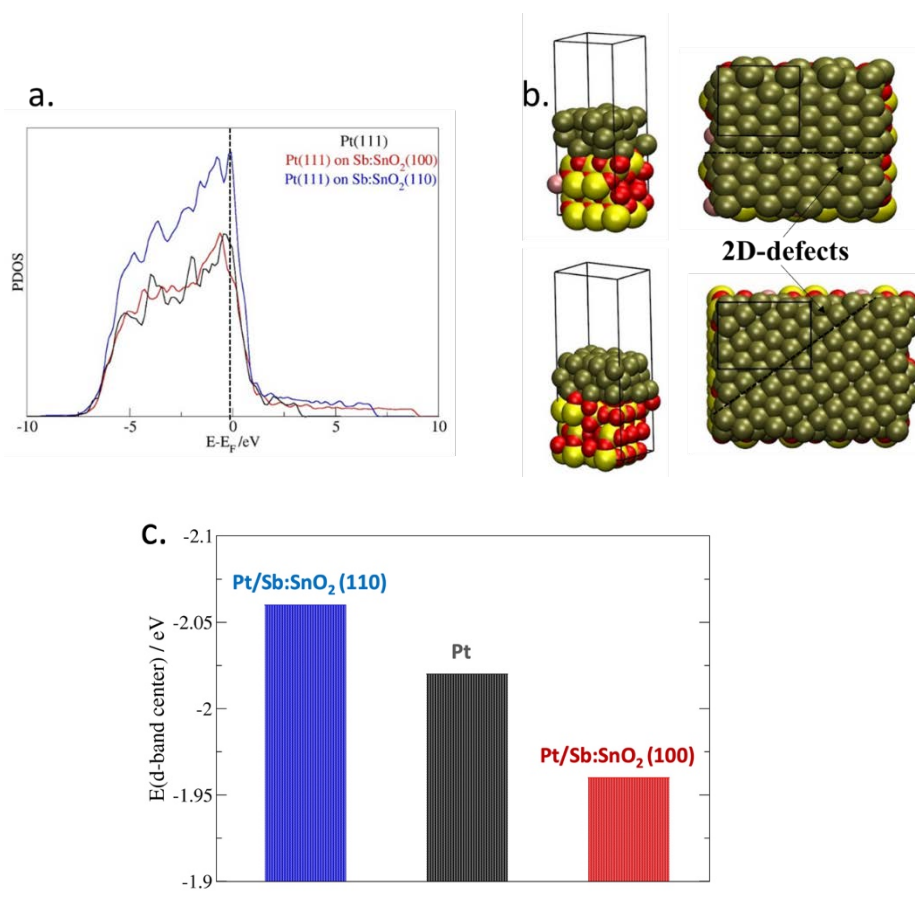 a.
PDOS
Pt(111)
Pt(111) on Sb:SnO₂(100)
Pt(111) on Sb:SnO₂(110)
-10
-5
0
5
10
E-E_F /eV
b.
2D-defects
c.
E(d-band center) / eV
-2.1
-2.05
-2
-1.95
-1.9
Pt/Sb:SnO₂ (110)
Pt
Pt/Sb:SnO₂ (100)